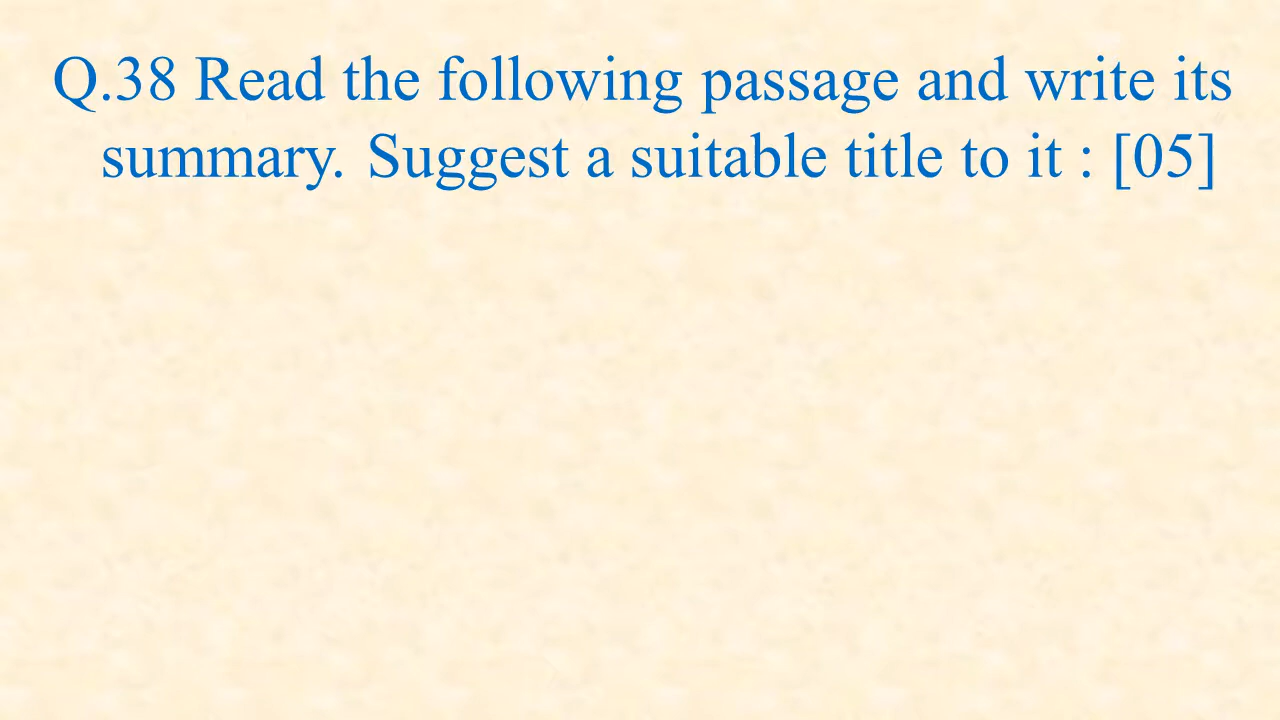 Q.38 Read the following passage and write its
summary. Suggest a suitable title to it : [05]